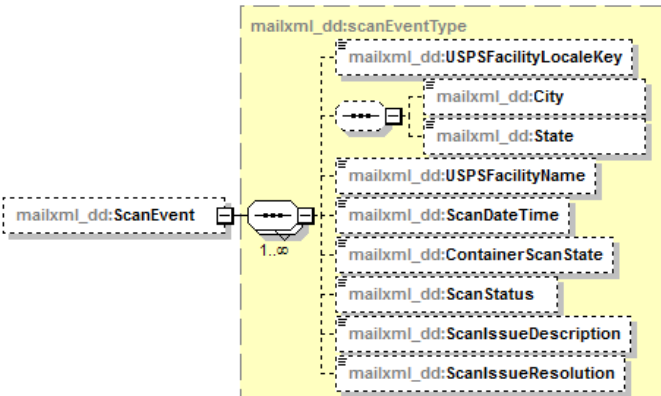 mailxml_dd:scanEventType
mailxml_dd:USPSFacilityLocaleKey
mailxml_dd:City
mailxml_dd:State
mailxml_dd:USPSFacilityName
mailxml_dd:ScanEvent
1..∞
mailxml_dd:ScanDateTime
mailxml_dd:ContainerScanState
mailxml_dd:ScanStatus
mailxml_dd:ScanIssueDescription
mailxml_dd:ScanIssueResolution